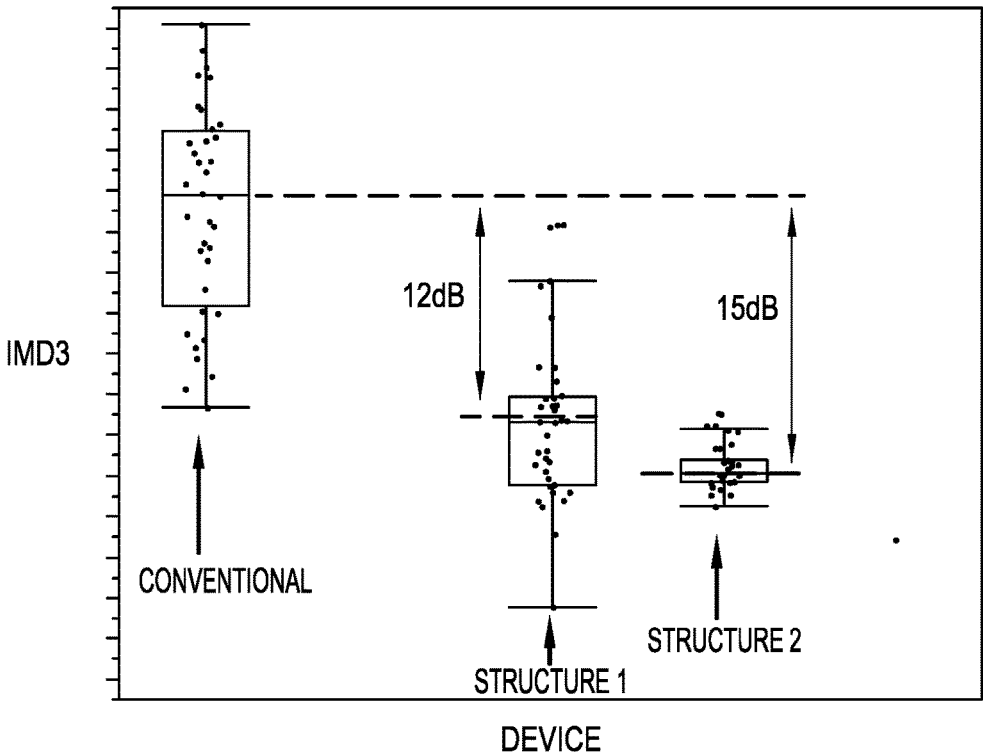 12dB
15dB
IMD3
CONVENTIONAL
STRUCTURE 1
STRUCTURE 2
DEVICE